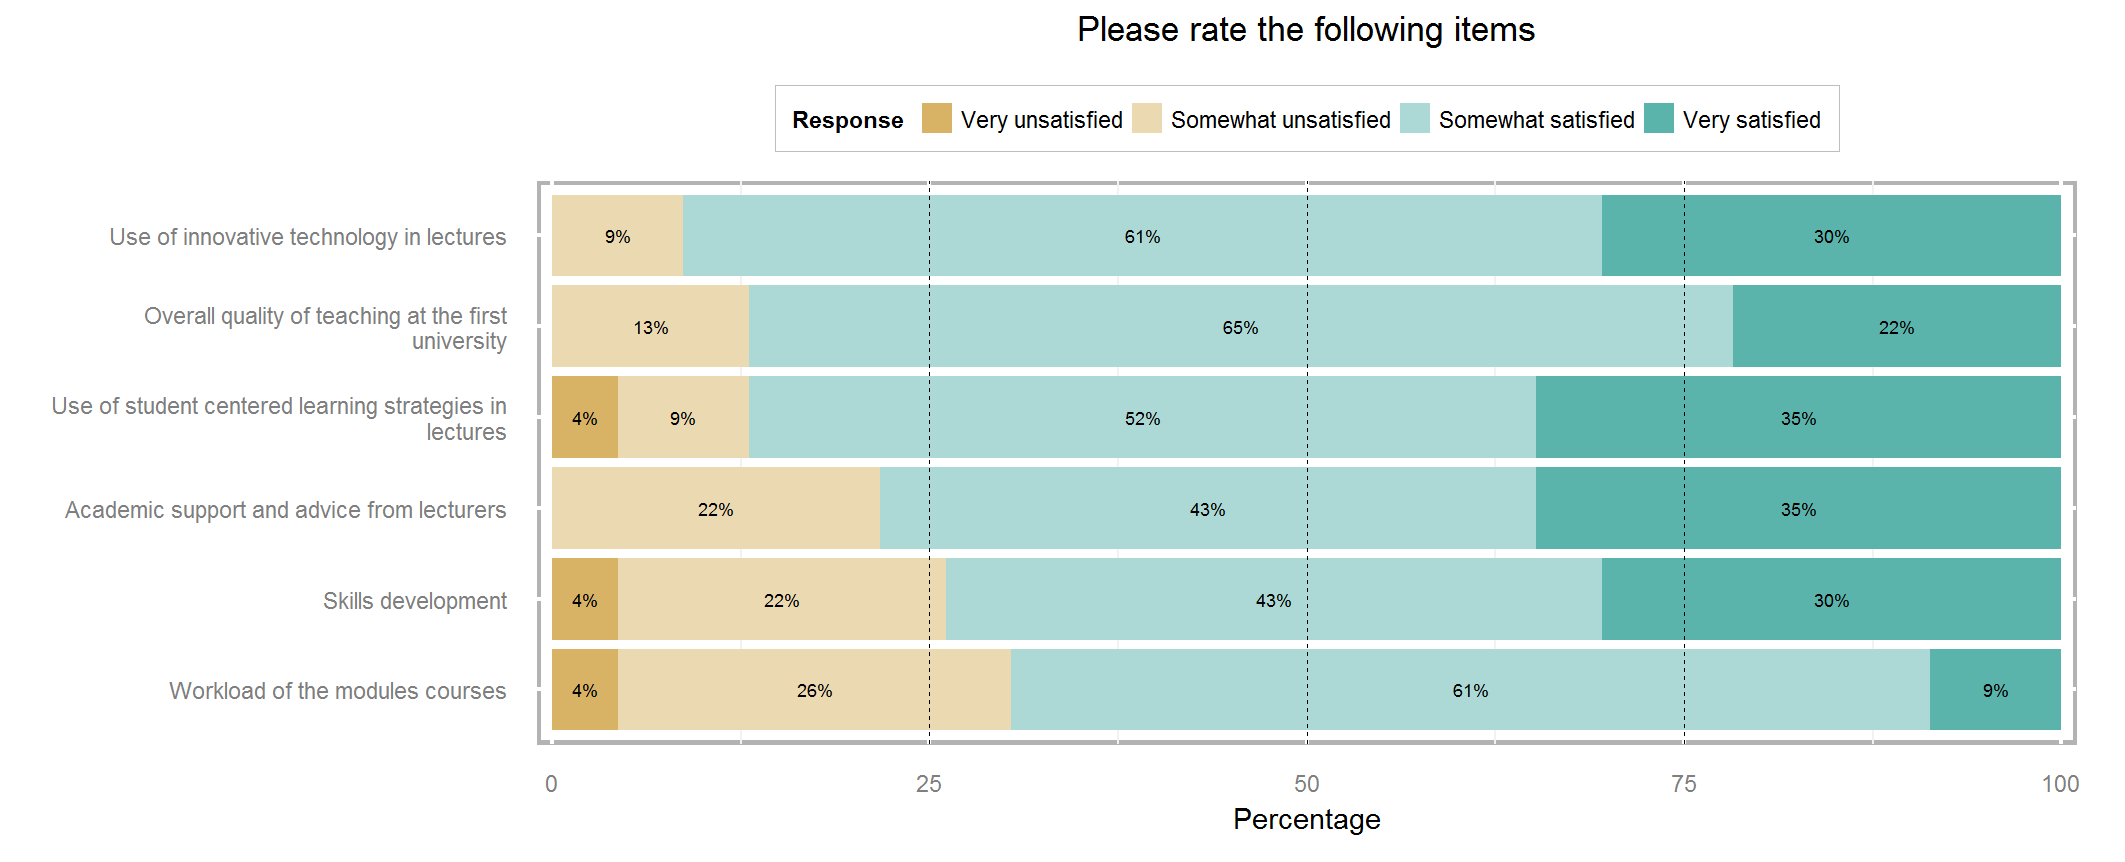 Please rate the following items
Response Very unsatisfied Somewhat unsatisfied Somewhat satisfied Very satisfied
Use of innovative technology in lectures 9% 61% 30%
Overall quality of teaching at the first
university
13% 65% 22%
Use of student centered learning strategies in
lectures
4% 9% 52% 35%
Academic support and advice from lecturers 22% 43% 35%
Skills development 4% 22% 43% 30%
Workload of the modules courses 4% 26% 61% 9%
0 25 50 75 100
Percentage